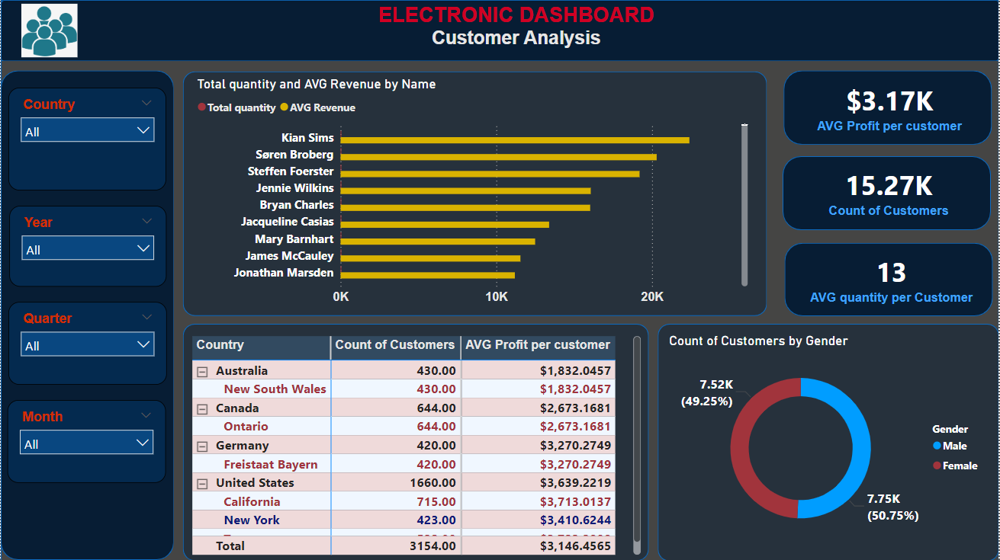 ELECTRONIC DASHBOARD
Customer Analysis
Country
All
Year
All
Quarter
All
Month
All
Total quantity and AVG Revenue by Name
Total quantity AVG Revenue
Kian Sims
Søren Broberg
Steffen Foerster
Jennie Wilkins
Bryan Charles
Jacqueline Casias
Mary Barnhart
James McCauley
Jonathan Marsden
0K 10K 20K
$3.17K
AVG Profit per customer
15.27K
Count of Customers
13
AVG quantity per Customer
Country Count of Customers AVG Profit per customer
Australia 430.00 $1,832.0457
New South Wales 430.00 $1,832.0457
Canada 644.00 $2,673.1681
Ontario 644.00 $2,673.1681
Germany 420.00 $3,270.2749
Freistaat Bayern 420.00 $3,270.2749
United States 1660.00 $3,639.2219
California 715.00 $3,713.0137
New York 423.00 $3,410.6244
Total 3154.00 $3,146.4565
Count of Customers by Gender
7.52K
(49.25%)
7.75K
(50.75%)
Gender
Male
Female